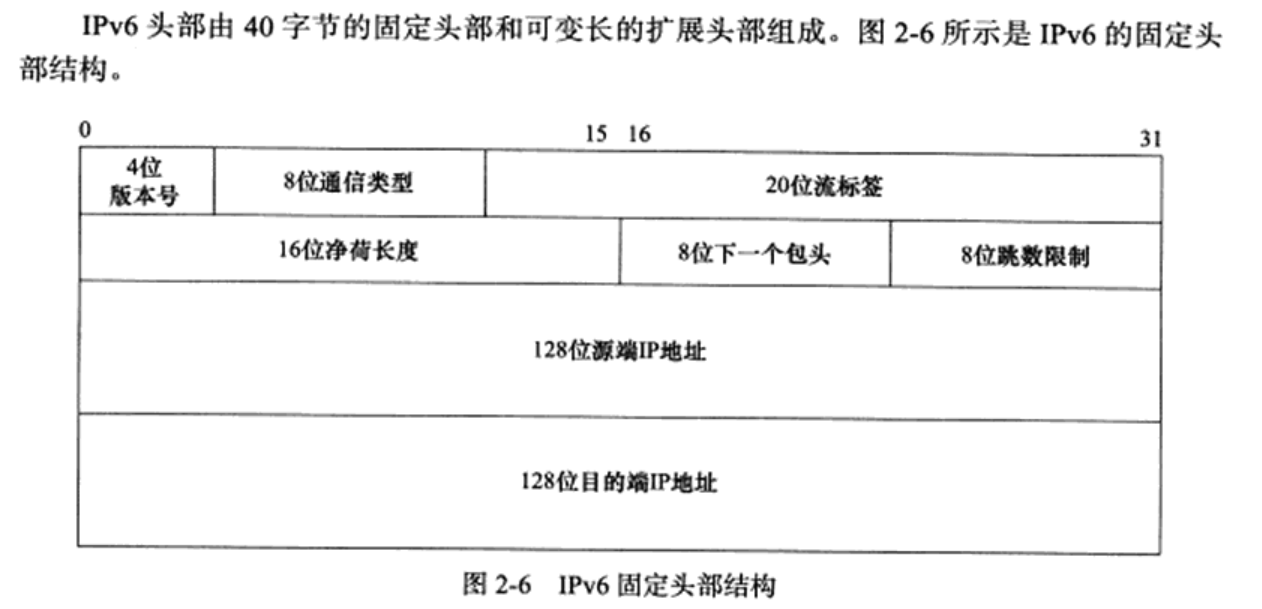 IPv6 头部由 40 字节的固定头部和可变长的扩展头部组成。图 2-6 所示是 IPv6 的固定头
部结构。
0 15 16 31
4位
版本号
8位通信类型
20位流标签
16位净荷长度
8位下一个包头
8位跳数限制
128位源端IP地址
128位目的端IP地址
图 2-6 IPv6 固定头部结构